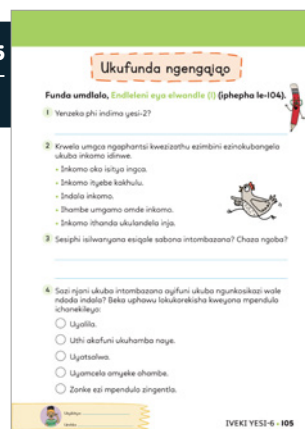 Ukufunda ngengqiqo
Funda umdlalo, Endleleni eya elwandle (I) (iphepha le-104).
1 Yenzeka phi indima yesi-2?
2 Krwela umgca ngaphantsi kwezizathu ezimbini ezinokubangela
ukuba inkomo idinwe.
• Inkomo oko isitya ingca.
• Inkomo ityebe kakhulu.
• Indala inkomo.
• Ihambe umgamo omde inkomo.
• Inkomo ithanda ukulandela inja.
3 Sesiphi isilwanyana esiqale sabona intombazana? Chaza ngoba?
4 Sazi njani ukuba intombazana ayifuni ukuba ngunkosikazi wale
ndoda indala? Beka uphawu lokukorekisha kweyona mpendula
ichanekileyo:
Uyalila.
Uthi akafuni ukuhamba naye.
Uyatsalwa.
Uyamcela amyeke ahambe.
Zonke ezi mpendulo zingentla.
IVEKI YESI-6 • 105